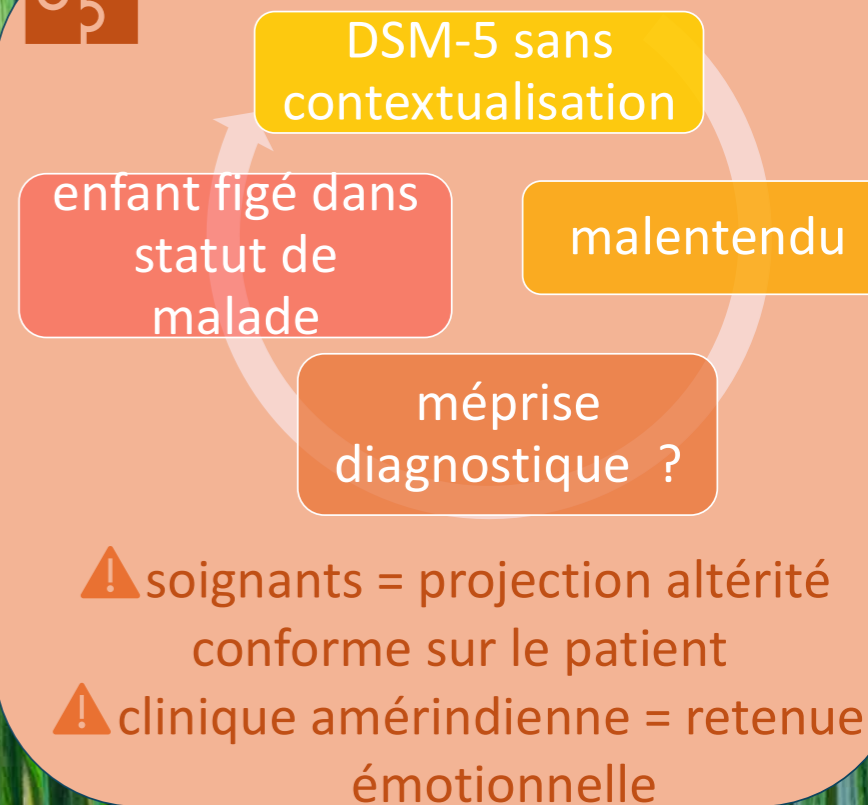 DSM-5 sans
contextualisation
malentendu
méprise
diagnostique ?
enfant figé dans
statut de
malade
soignants = projection altérité
conforme sur le patient
clinique amérindienne = retenue
émotionnelle